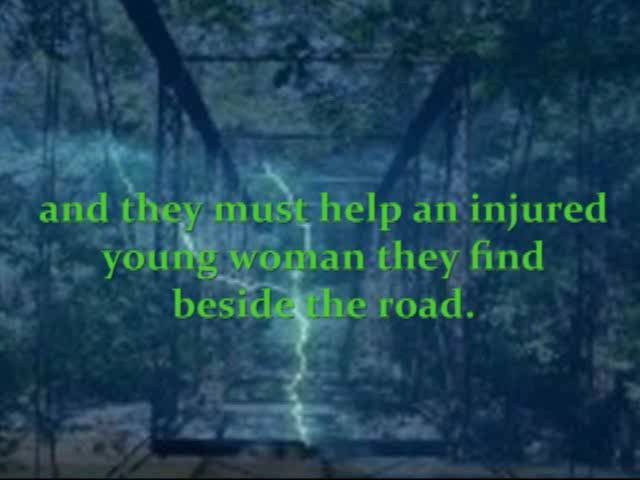 and they must help an injured
young woman they find
beside the road.